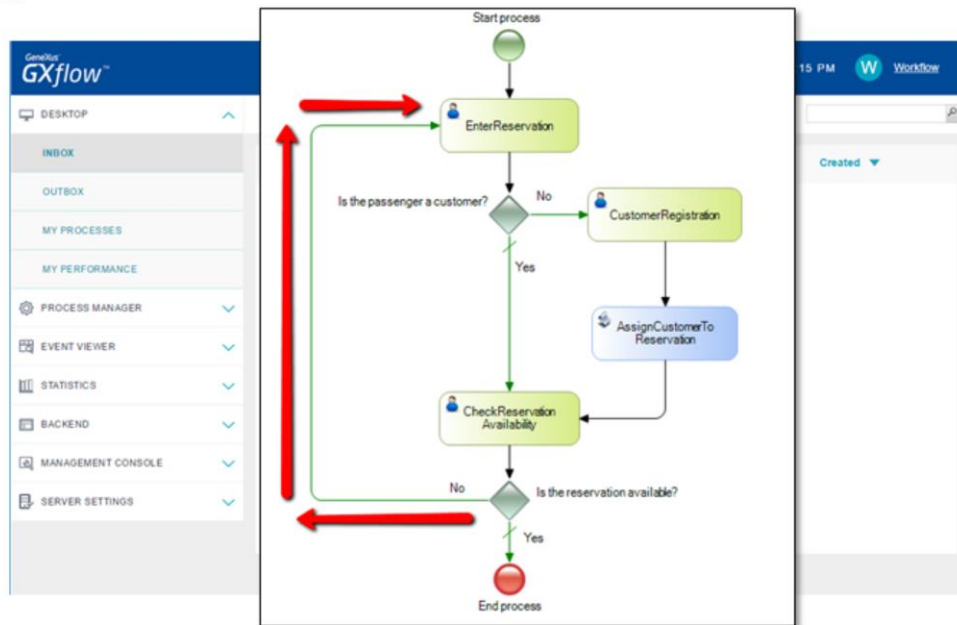 Start process
GeneXus
GXflow™
15 PM
W
Workflow
DESKTOP
INBOX
OUTBOX
MY PROCESSES
MY PERFORMANCE
PROCESS MANAGER
EVENT VIEWER
STATISTICS
BACKEND
MANAGEMENT CONSOLE
SERVER SETTINGS
Created
EnterReservation
Is the passenger a customer?
No
CustomerRegistration
Yes
AssignCustomerTo
Reservation
CheckReservation
Availability
No
Is the reservation available?
Yes
End process